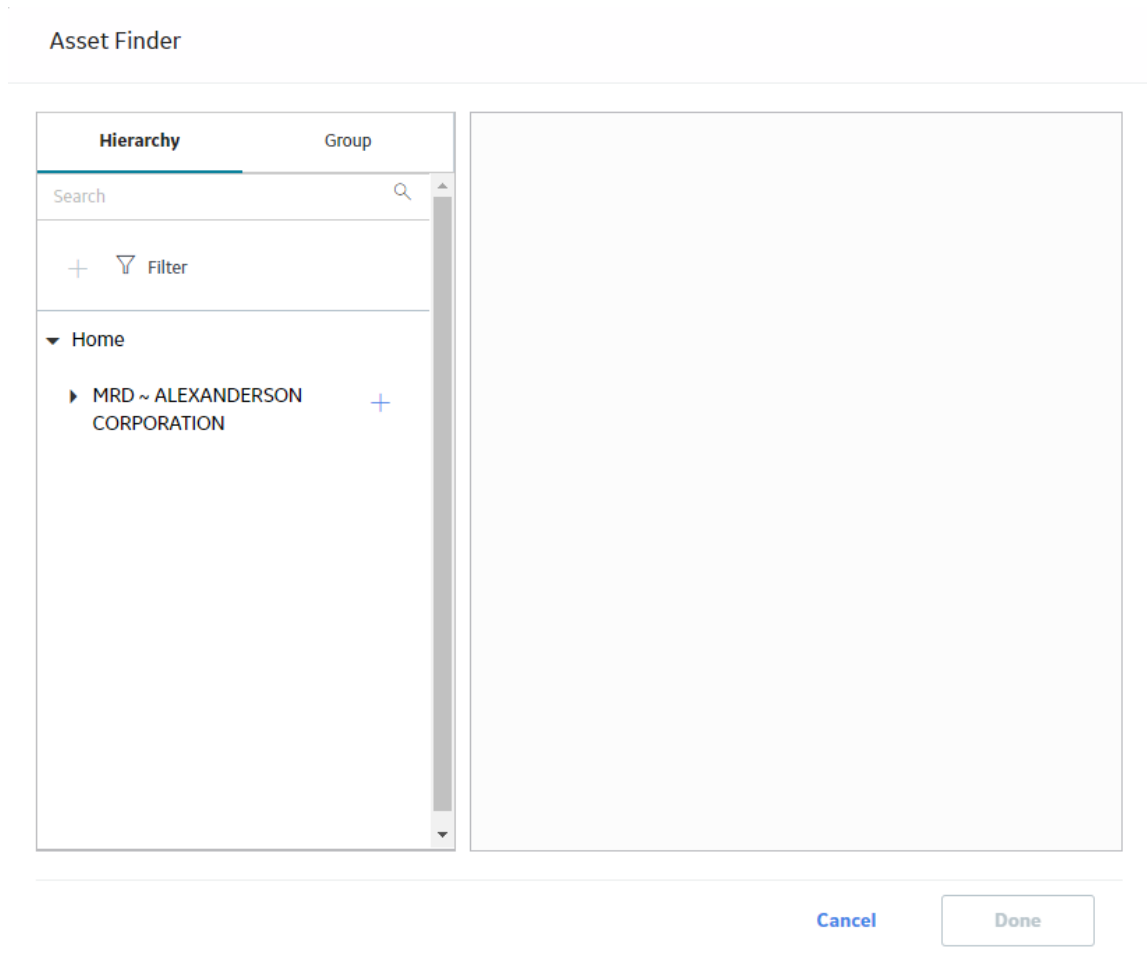 Asset Finder
Hierarchy
Group
Search
Filter
Home
MRD ~ ALEXANDERSON
CORPORATION
Cancel
Done